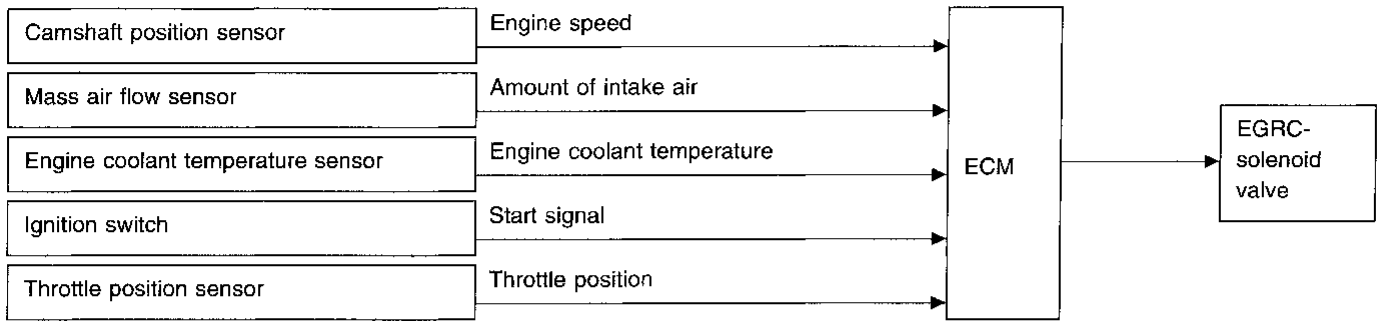 Camshaft position sensor
Engine speed
Mass air flow sensor
Amount of intake air
Engine coolant temperature sensor
Engine coolant temperature
Ignition switch
Start signal
Throttle position sensor
Throttle position
ECM
EGRC-
solenoid
valve